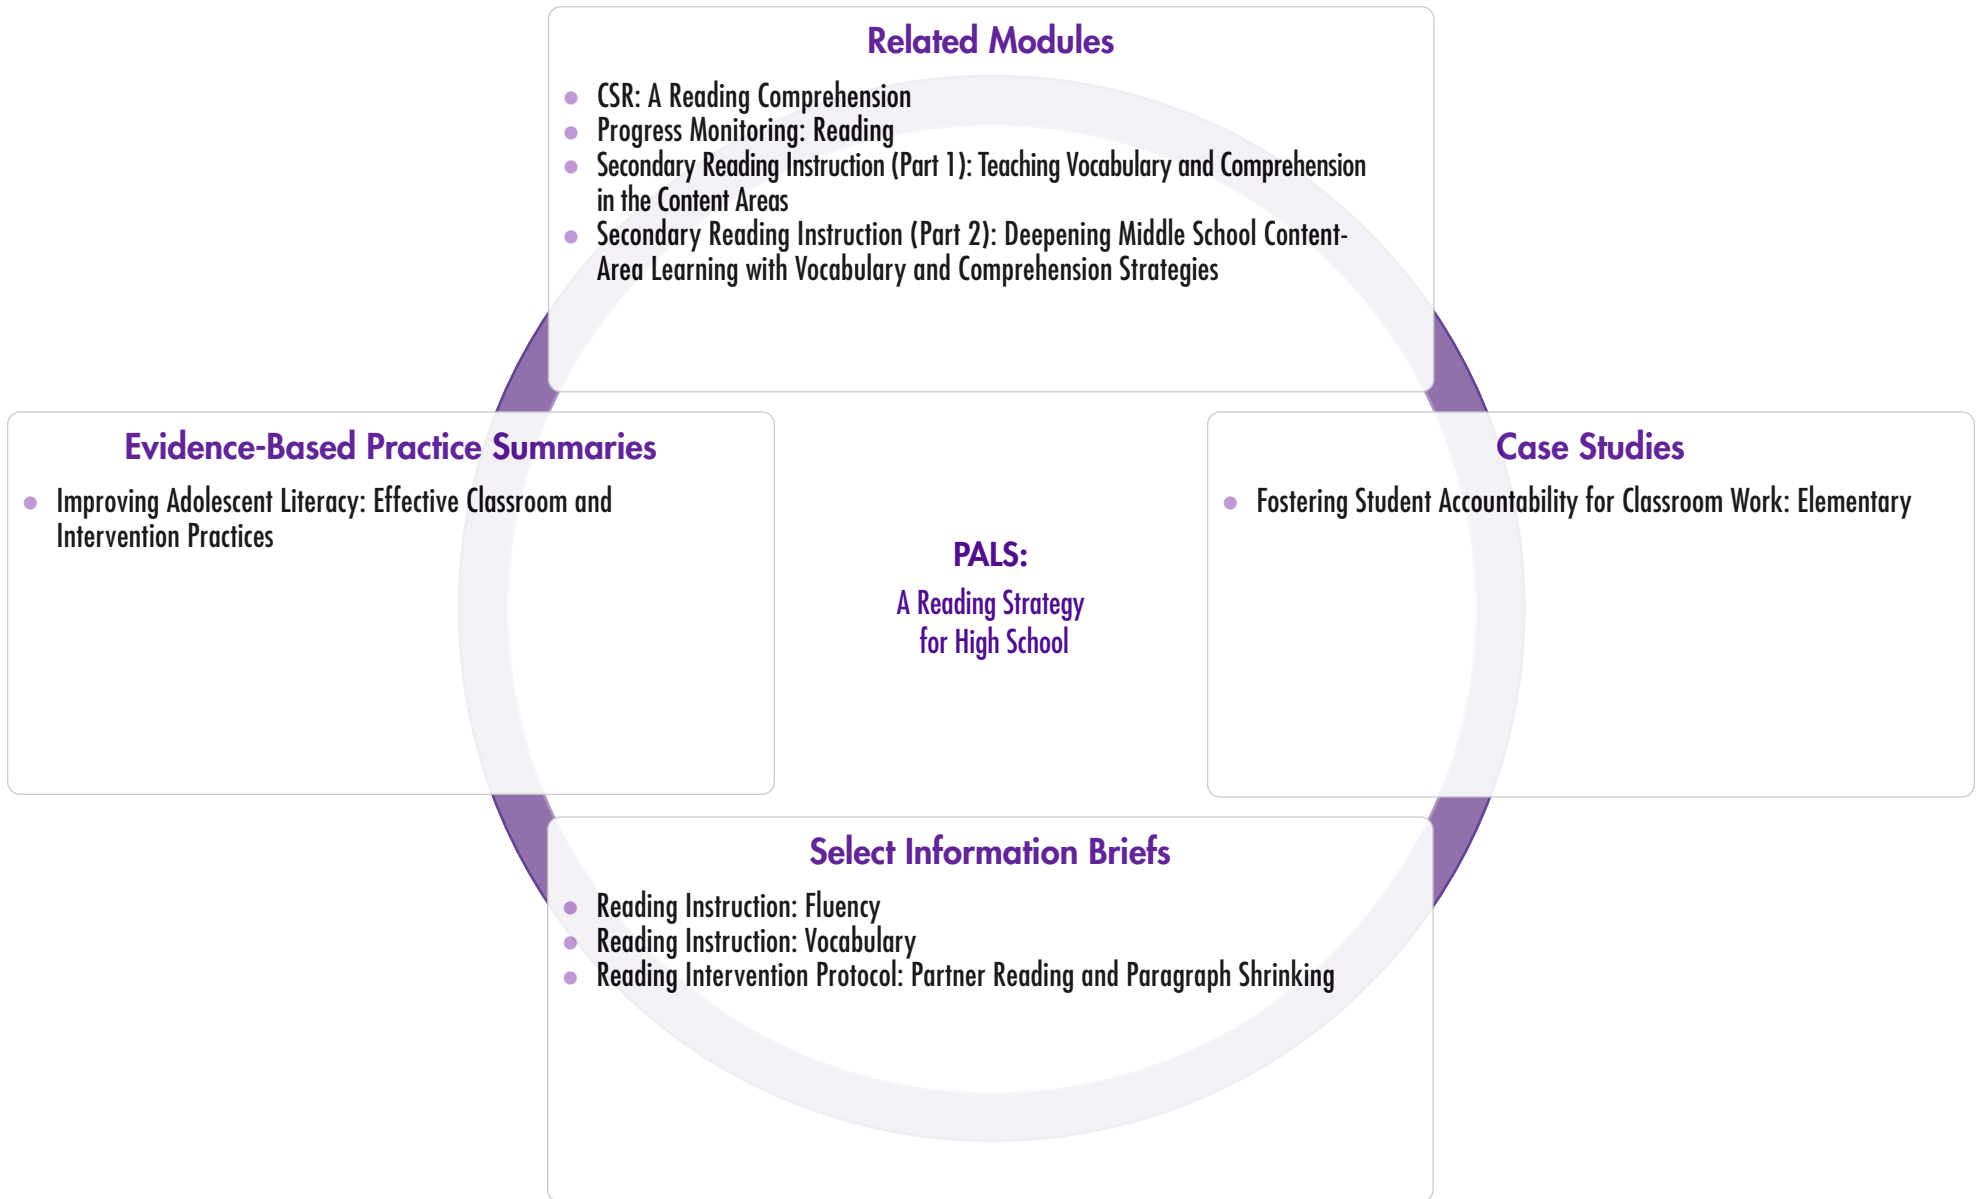 Related Modules
CSR: A Reading Comprehension
Progress Monitoring: Reading
Secondary Reading Instruction (Part 1): Teaching Vocabulary and Comprehension
in the Content Areas
Secondary Reading Instruction (Part 2): Deepening Middle School Content-
Area Learning with Vocabulary and Comprehension Strategies
Evidence-Based Practice Summaries
Improving Adolescent Literacy: Effective Classroom and
Intervention Practices
PALS:
A Reading Strategy
for High School
Case Studies
Fostering Student Accountability for Classroom Work: Elementary
Select Information Briefs
Reading Instruction: Fluency
Reading Instruction: Vocabulary
Reading Intervention Protocol: Partner Reading and Paragraph Shrinking